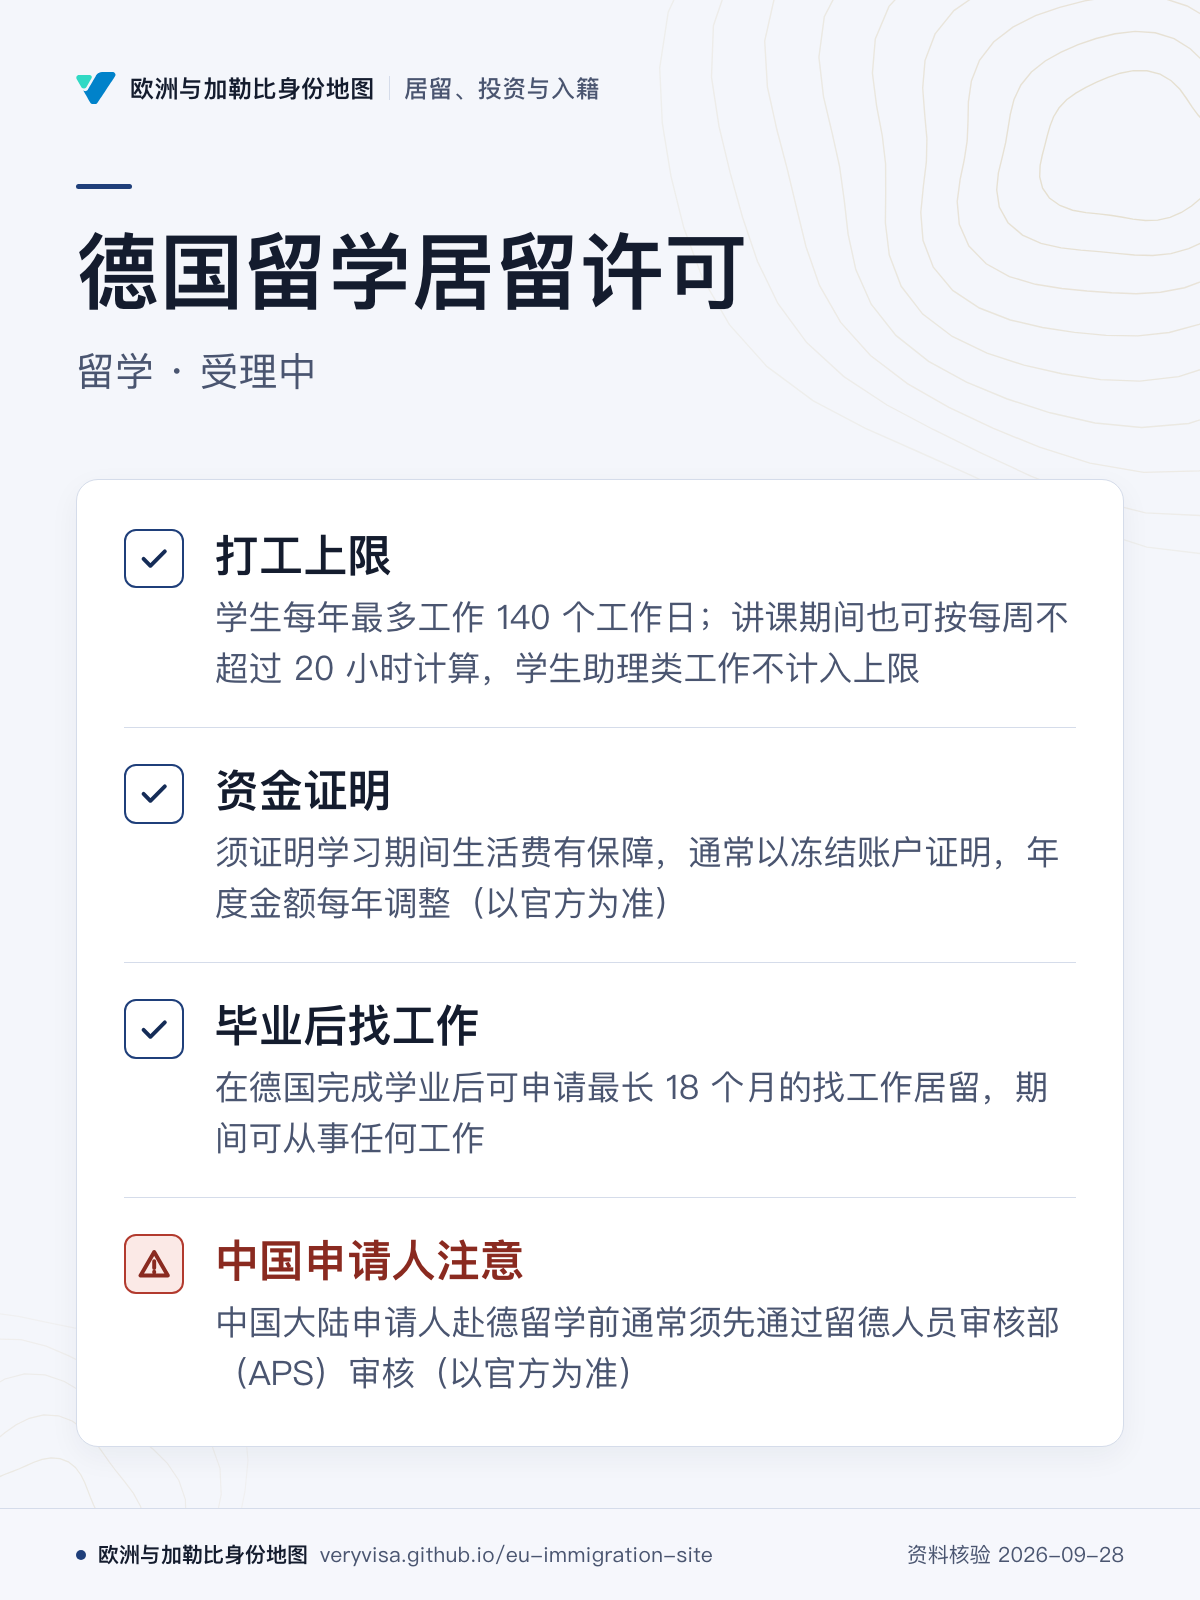 欧洲与加勒比身份地图 居留、投资与入籍
德国留学居留许可
留学 · 受理中
打工上限
学生每年最多工作 140 个工作日；讲课期间也可按每周不
超过 20 小时计算，学生助理类工作不计入上限
资金证明
须证明学习期间生活费有保障，通常以冻结账户证明，年
度金额每年调整（以官方为准）
毕业后找工作
在德国完成学业后可申请最长 18 个月的找工作居留，期
间可从事任何工作
中国申请人注意
中国大陆申请人赴德留学前通常须先通过留德人员审核部
（APS）审核（以官方为准）
欧洲与加勒比身份地图 veryvisa.github.io/eu-immigration-site
资料核验 2026-09-28